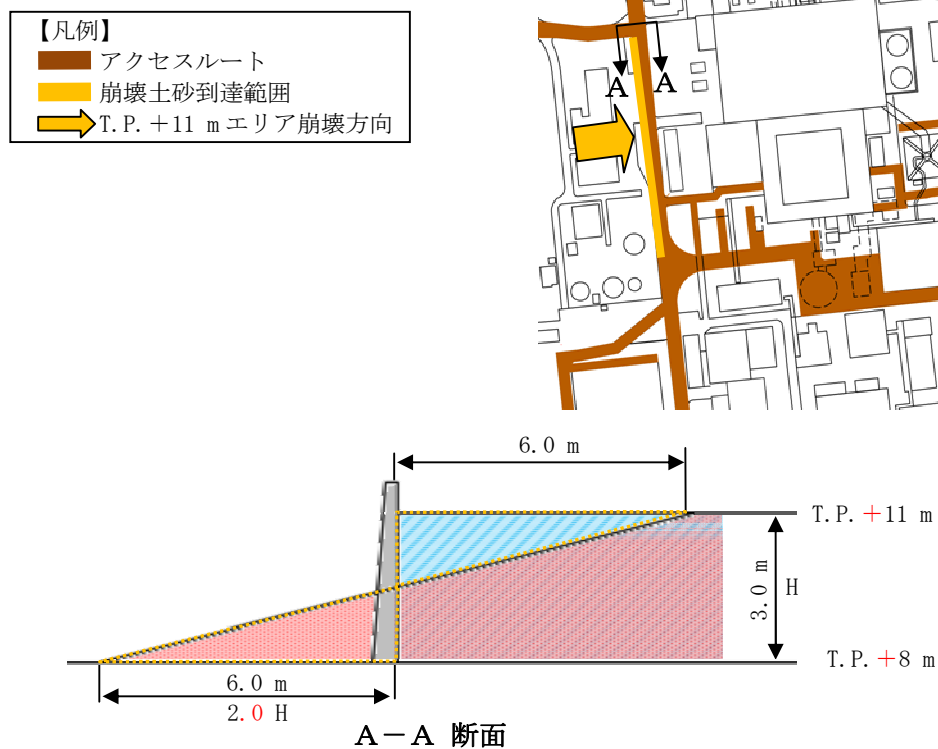 【凡例】
アクセスルート
崩壊土砂到達範囲
T.P.＋11 mエリア崩壊方向
A A
6.0 m
T.P.＋11 m
3.0 m
H
T.P.＋8 m
6.0 m
2.0 H
A－A 断面